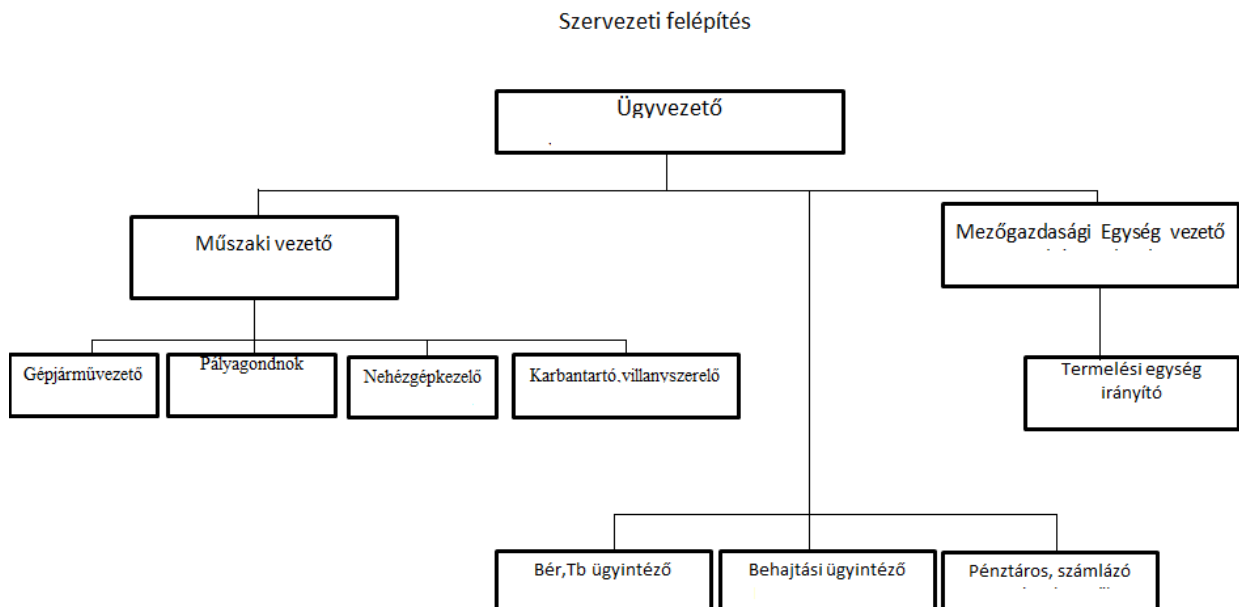 Szervezeti felépítés
Ügyvezető
Műszaki vezető
Mezőgazdasági Egység vezető
Gépjárművezető
Pályagondnok
Nehézgépkezelő
Karbantartó,villanyszerelő
Termelési egység
irányító
Bér,Tb ügyintéző
Behajtási ügyintéző
Pénztáros, számlázó